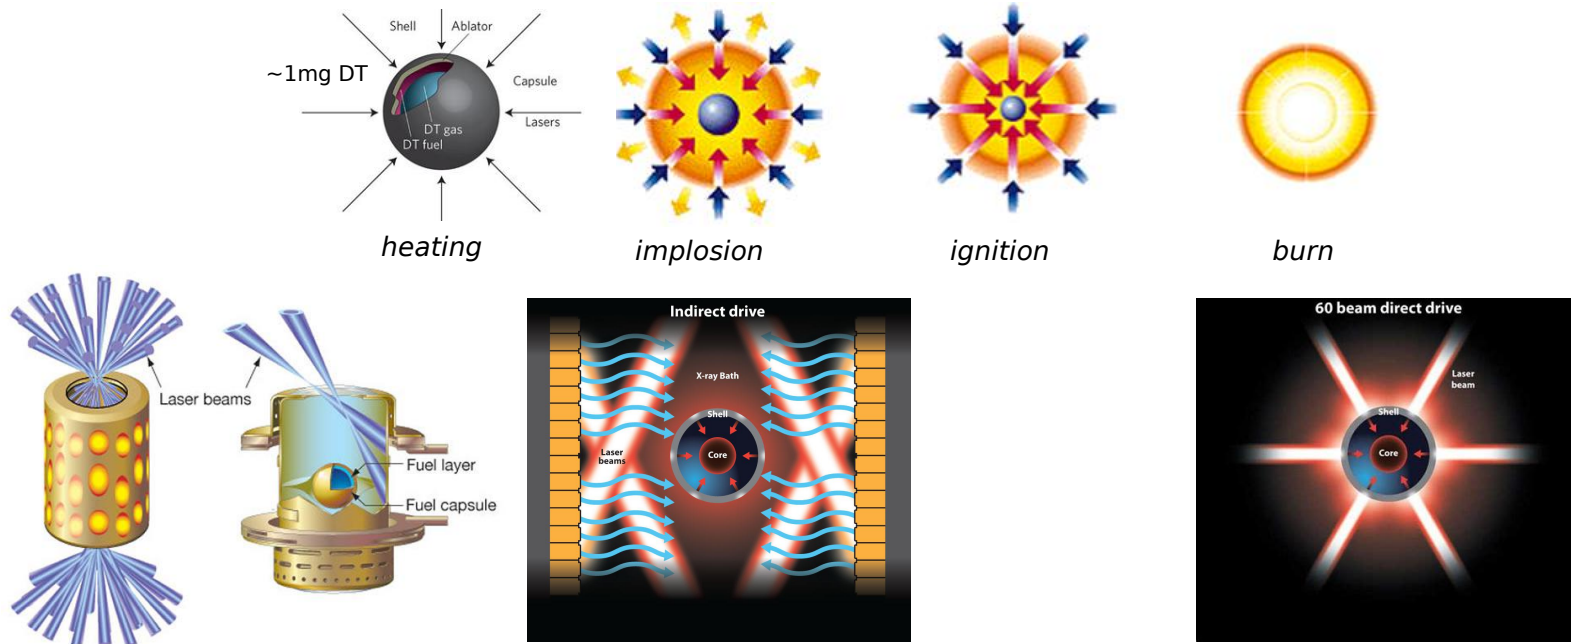 Shell
Ablator
~1mg DT
Capsule
DT gas
Lasers
DT fuel
heating
implosion
ignition
burn
Laser beams
Fuel layer
Fuel capsule
Indirect drive
X-ray Bath
Shell
Core
Laser
beams
60 beam direct drive
Laser
beam
Shell
Core